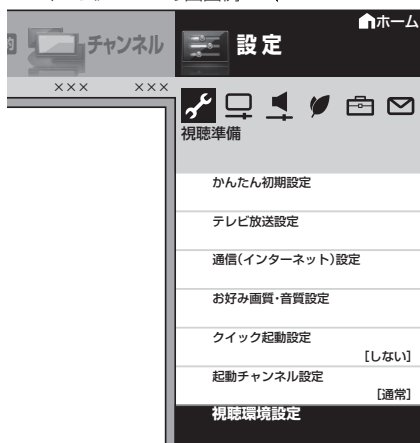 ホーム
チャンネル
設定
××× ×××
視聴準備
かんたん初期設定
テレビ放送設定
通信(インターネット)設定
お好み画質・音質設定
クイック起動設定
[しない]
起動チャンネル設定
[通常]
視聴環境設定